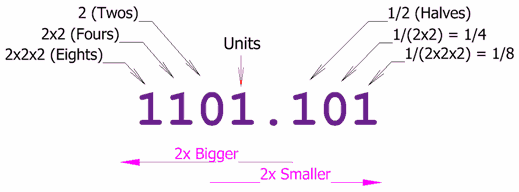 2 (Twos)
2x2 (Fours)
2x2x2 (Eights)
Units
1/2 (Halves)
1/(2x2) = 1/4
1/(2x2x2) = 1/8
1101.101
2x Bigger
2x Smaller